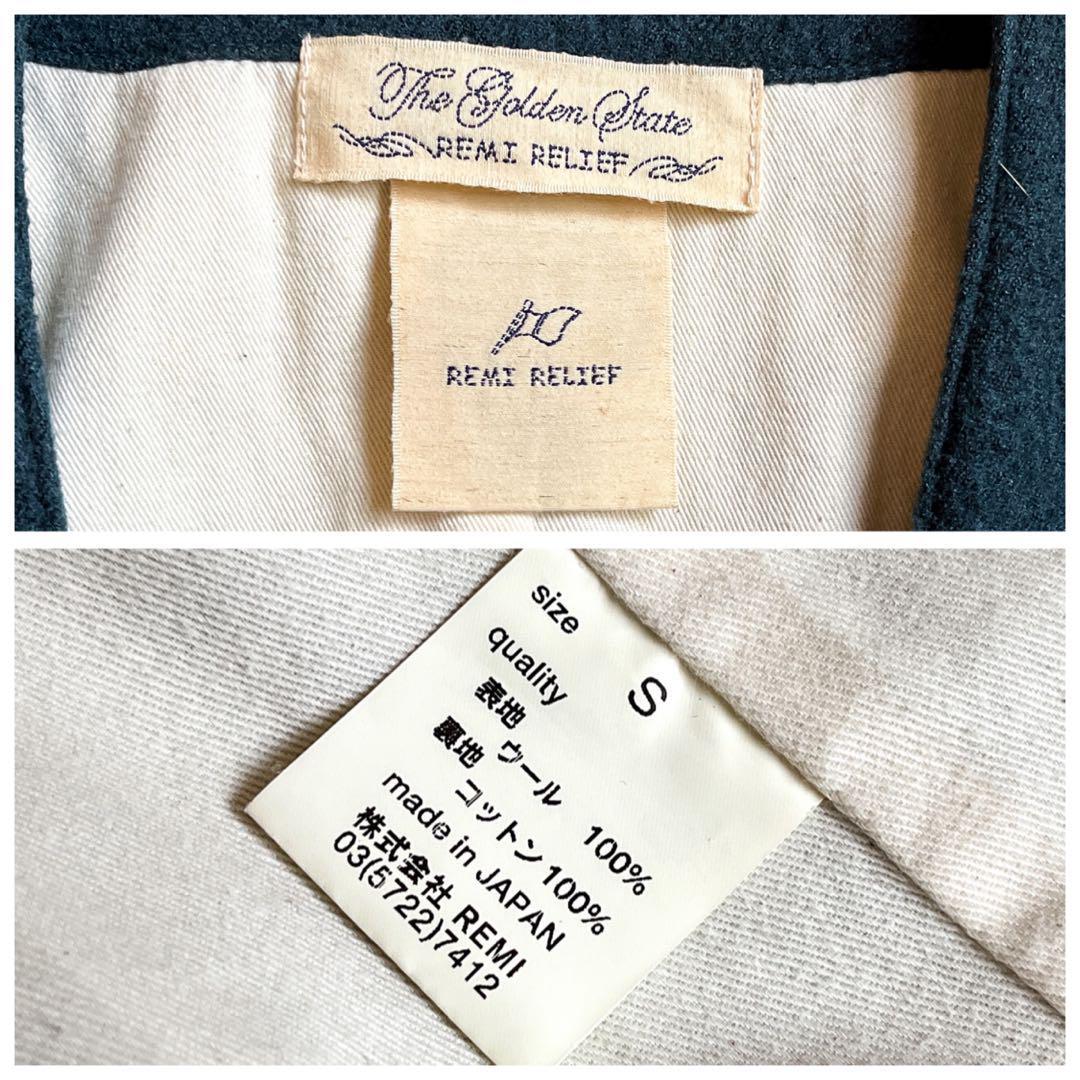 The Golden State
REMI RELIEF
REMI RELIEF
size S
quality
表地 ウール 100%
裏地 コットン100%
made in JAPAN
株式会社 REMI
03(5722)7412